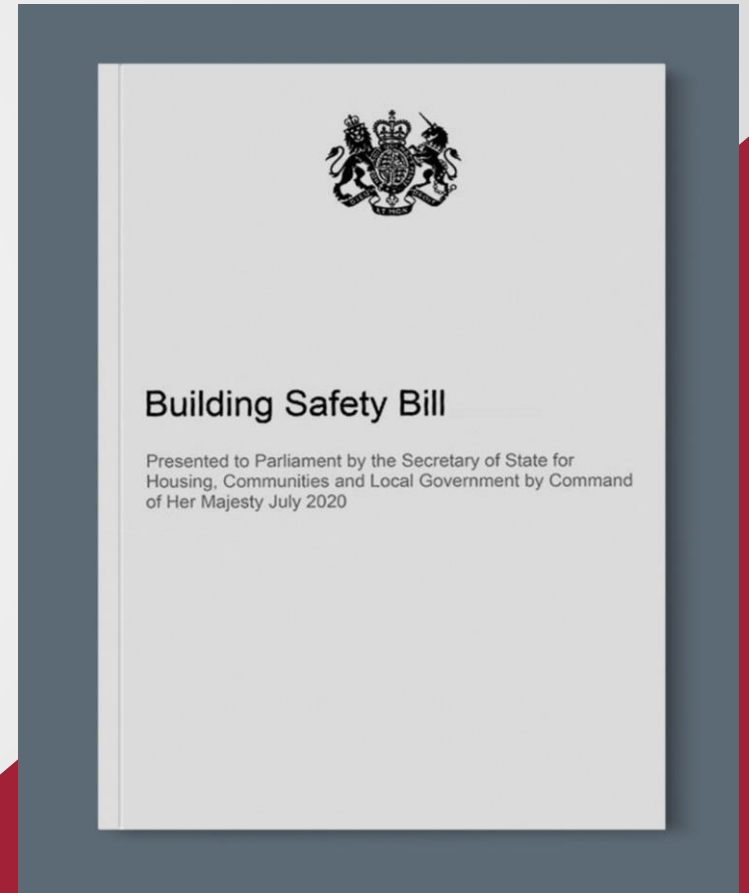 Building Safety Bill
Presented to Parliament by the Secretary of State for
Housing, Communities and Local Government by Command
of Her Majesty July 2020